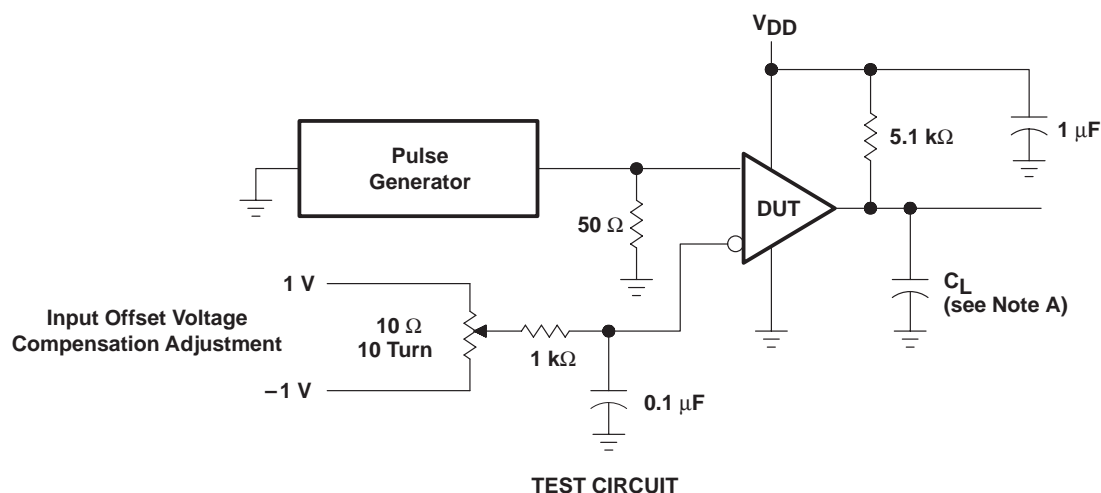 VDD
Pulse
Generator
5.1 kΩ
1 μF
DUT
50 Ω
CL
(see Note A)
1 V
Input Offset Voltage
Compensation Adjustment
10 Ω
10 Turn
1 kΩ
−1 V
0.1 μF
TEST CIRCUIT